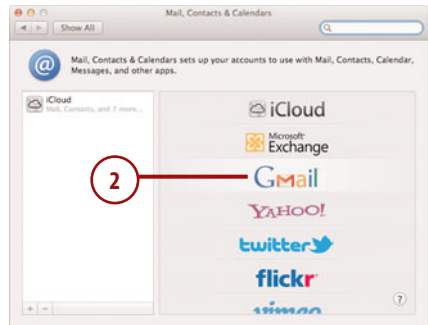 Mail, Contacts & Calendars
Show All
Mail, Contacts & Calendars sets up your accounts to use with Mail, Contacts, Calendar,
Messages, and other apps.
iCloud
Mail, Contacts, and 7 more...
iCloud
Microsoft
Exchange
2
Gmail
YAHOO!
twitter
flickr
vimeo
?
+ -